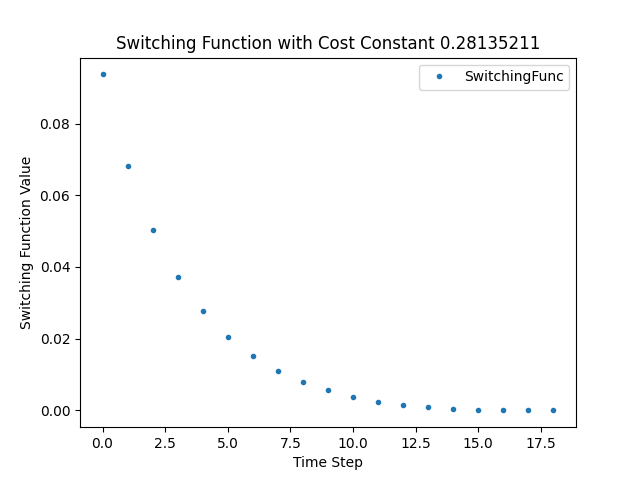 Switching Function with Cost Constant 0.28135211
SwitchingFunc
0.08
0.06
0.04
0.02
0.00
Switching Function Value
0.0 2.5 5.0 7.5 10.0 12.5 15.0 17.5
Time Step